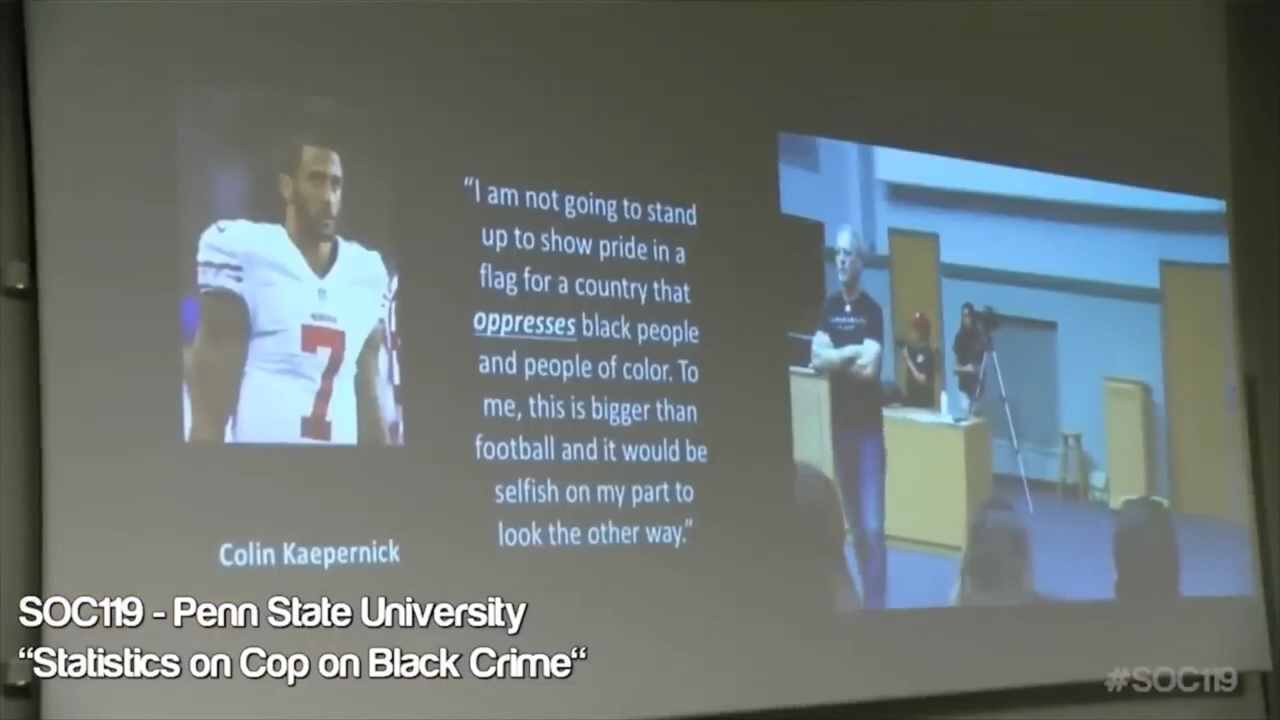 “I am not going to stand
up to show pride in a
flag for a country that
oppresses black people
and people of color. To
me, this is bigger than
football and it would be
selfish on my part to
look the other way.”
7
Colin Kaepernick
SOC119 - Penn State University
“Statistics on Cop on Black Crime“
#SOC119